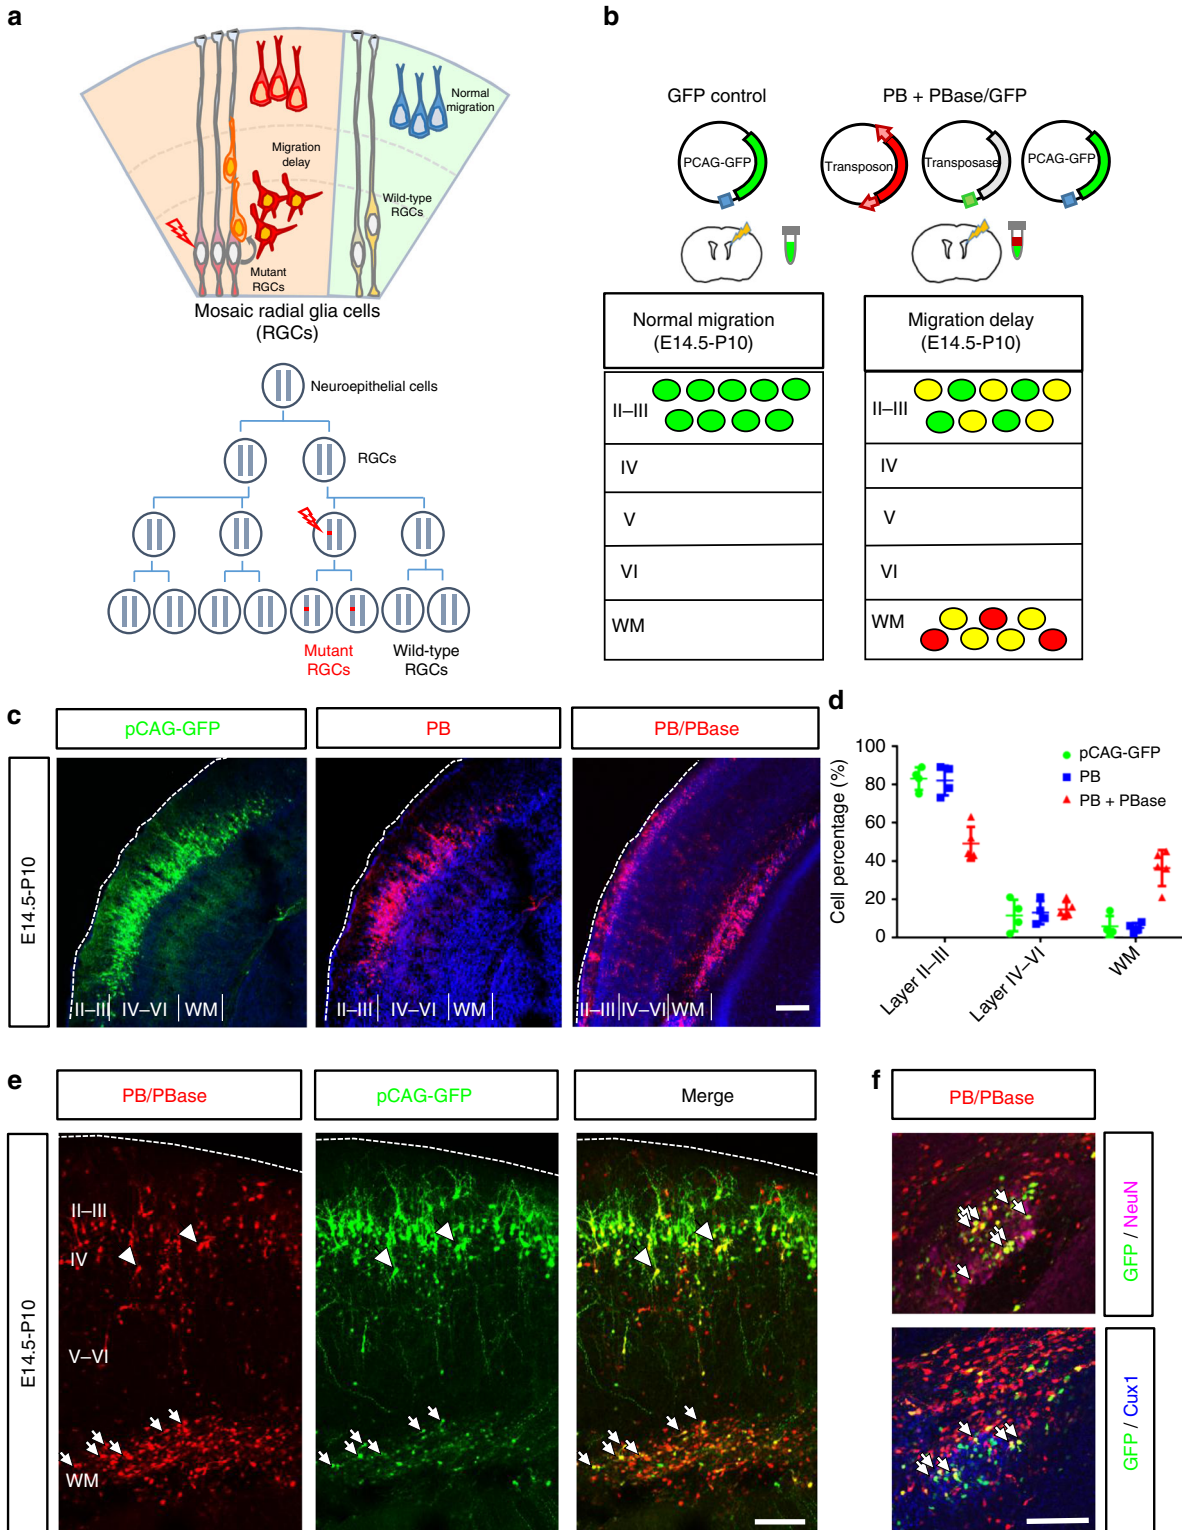 a
Normal
migration
Migration
delay
Wild-type
RGCs
Mutant
RGCs
Mosaic radial glia cells
(RGCs)
Neuroepithelial cells
RGCs
Mutant
RGCs
Wild-type
RGCs
b
GFP control
PB + PBase/GFP
PCAG-GFP
Transposon
Transposase
PCAG-GFP
Normal migration
(E14.5-P10)
II–III
IV
V
VI
WM
Migration delay
(E14.5-P10)
II–III
IV
V
VI
WM
c
pCAG-GFP
PB
PB/PBase
E14.5-P10
II–III
IV–VI
WM
II–III
IV–VI
WM
II–III
IV–VI
WM
d
Cell percentage (%)
100
80
60
40
20
0
pCAG-GFP
PB
PB + PBase
Layer II–III
Layer IV–VI
WM
e
PB/PBase
pCAG-GFP
Merge
E14.5-P10
II–III
IV
V–VI
WM
f
PB/PBase
GFP / NeuN
GFP / Cux1